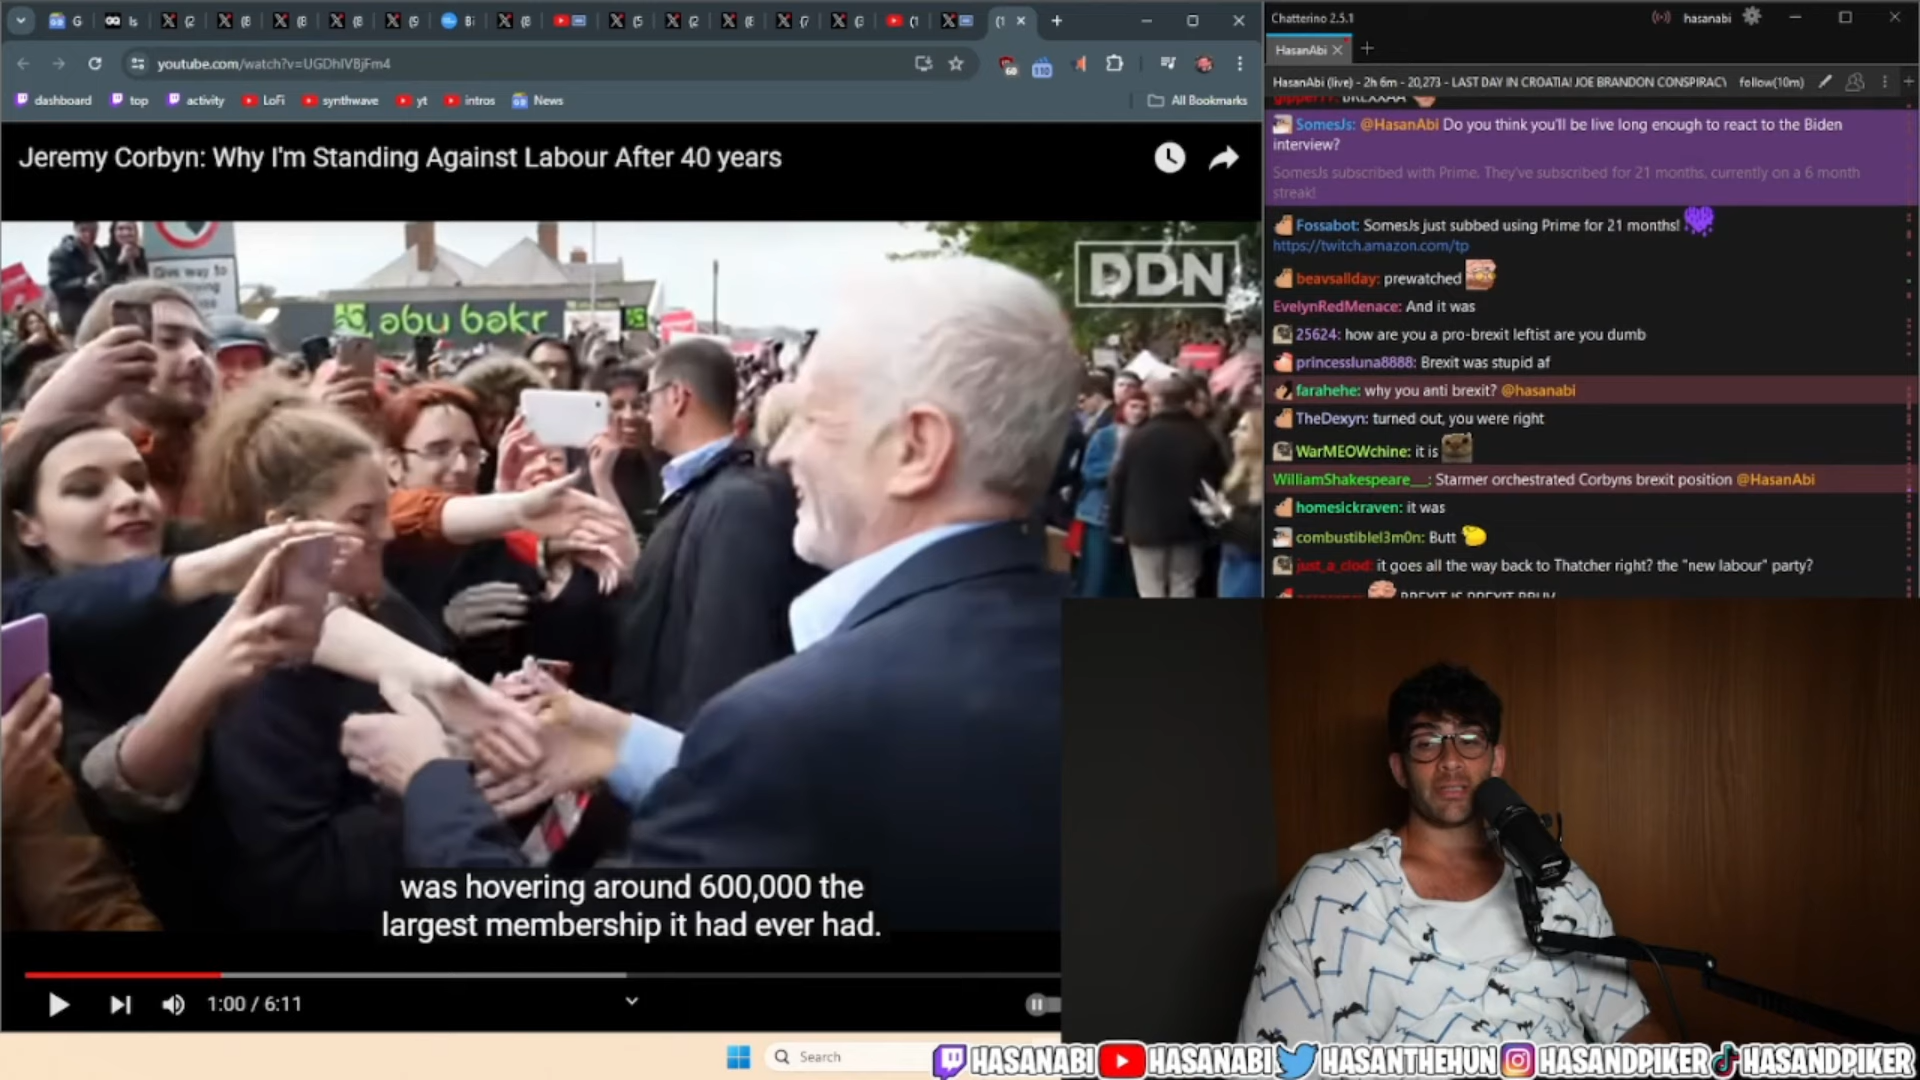 Chatterino 2.5.1
hasanabi
HasanAbi
youtube.com/watch?v=UGDhIVBjFm4
dashboard
top
activity
LoFi
synthwave
yt
intros
News
All Bookmarks
HasanAbi (live) - 2h 6m - 20,273 - LAST DAY IN CROATIA! JOE BRANDON CONSPIRACY
follow(10m)
Jeremy Corbyn: Why I'm Standing Against Labour After 40 years
DDN
Give way to
abu bakr
was hovering around 600,000 the
largest membership it had ever had.
1:00 / 6:11
SomesJs: @HasanAbi Do you think you'll be live long enough to react to the Biden
interview?
SomesJs subscribed with Prime. They've subscribed for 21 months, currently on a 6 month
streak!
Fossabot: SomesJs just subbed using Prime for 21 months!
https://twitch.amazon.com/tp
beavsallday: prewatched
EvelynRedMenace: And it was
25624: how are you a pro-brexit leftist are you dumb
princessluna8888: Brexit was stupid af
farahehe: why you anti brexit? @hasanabi
TheDexyn: turned out, you were right
WarMEOWchine: it is
WilliamShakespeare__: Starmer orchestrated Corbyns brexit position @HasanAbi
homesickraven: it was
combustiblel3m0n: Butt
just_a_clod: it goes all the way back to Thatcher right? the "new labour" party?
BREXIT IS BREXIT BRUV
Search
HASANABI
HASANABI
HASANTHEHUN
HASANDPIKER
HASANDPIKER